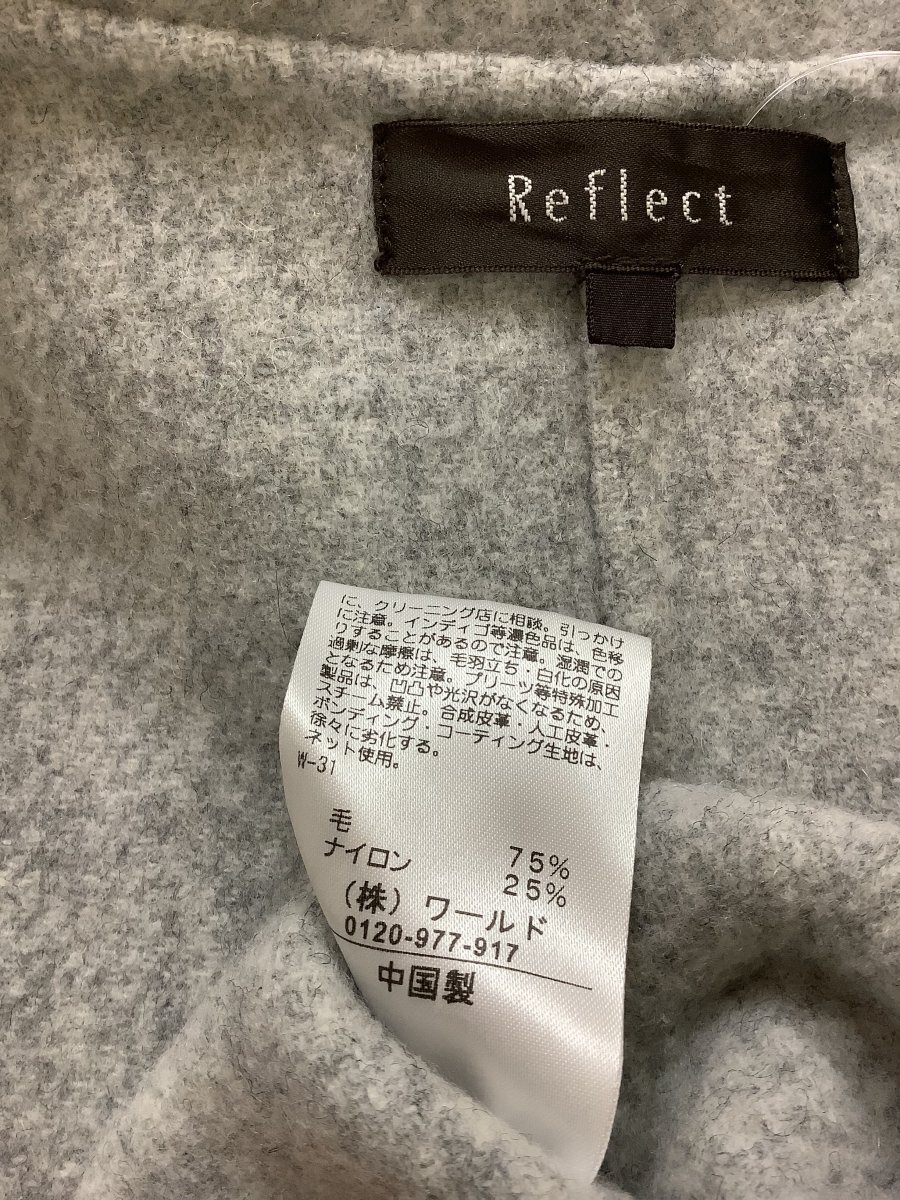 Reflect
に、クリーニング店に相談。引っかけ
に注意。インディゴ等濃色品は、色移
りすることがあるので注意。湿潤での
過剰な摩擦は、毛羽立ち・白化の原因
となるため注意。プリーツ等特殊加工
製品は、凹凸や光沢がなくなるため、
スチーム禁止。合成皮革・人工皮革・
ボンディング・コーティング生地は、
徐々に劣化する。
ネット使用。
W-31
毛 75%
ナイロン 25%
(株) ワールド
0120-977-917
中国製